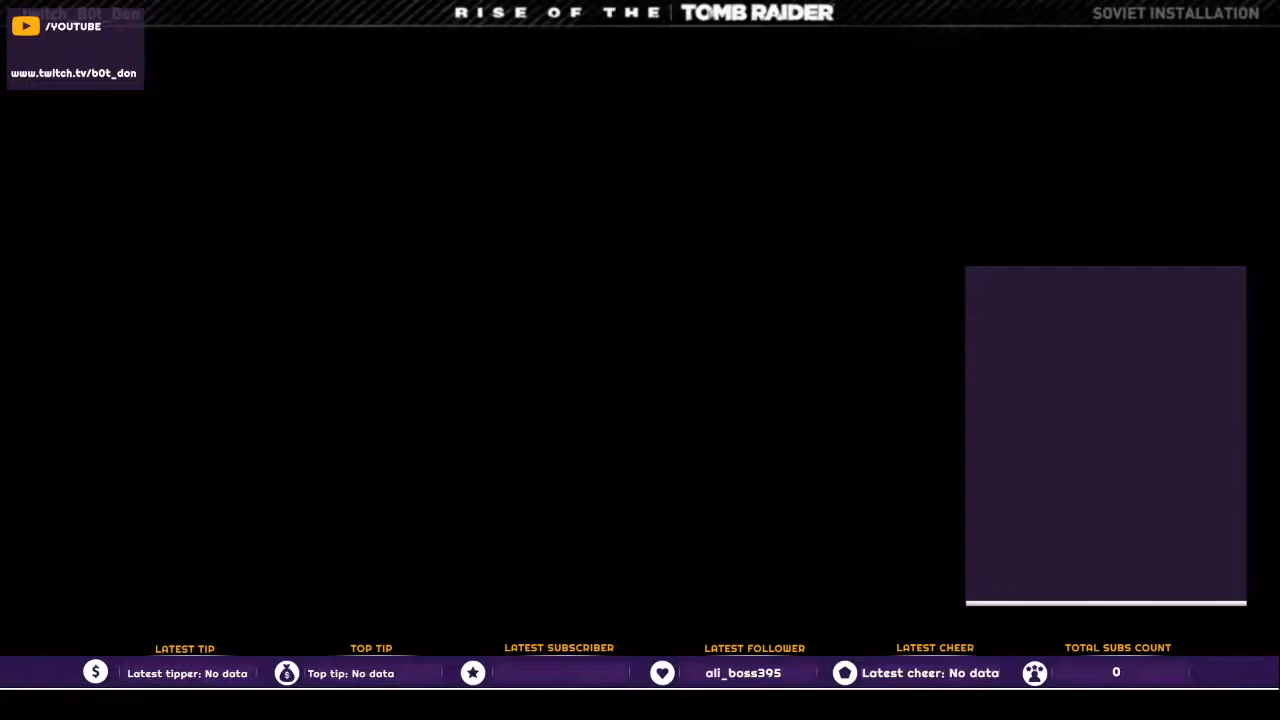 twitch_B0t_Don
/YOUTUBE
www.twitch.tv/b0t_don
RISE OF THE | TOMB RAIDER
SOVIET INSTALLATION
LATEST TIP
Latest tipper: No data
TOP TIP
Top tip: No data
LATEST SUBSCRIBER
LATEST FOLLOWER
ali_boss395
LATEST CHEER
Latest cheer: No data
TOTAL SUBS COUNT
0